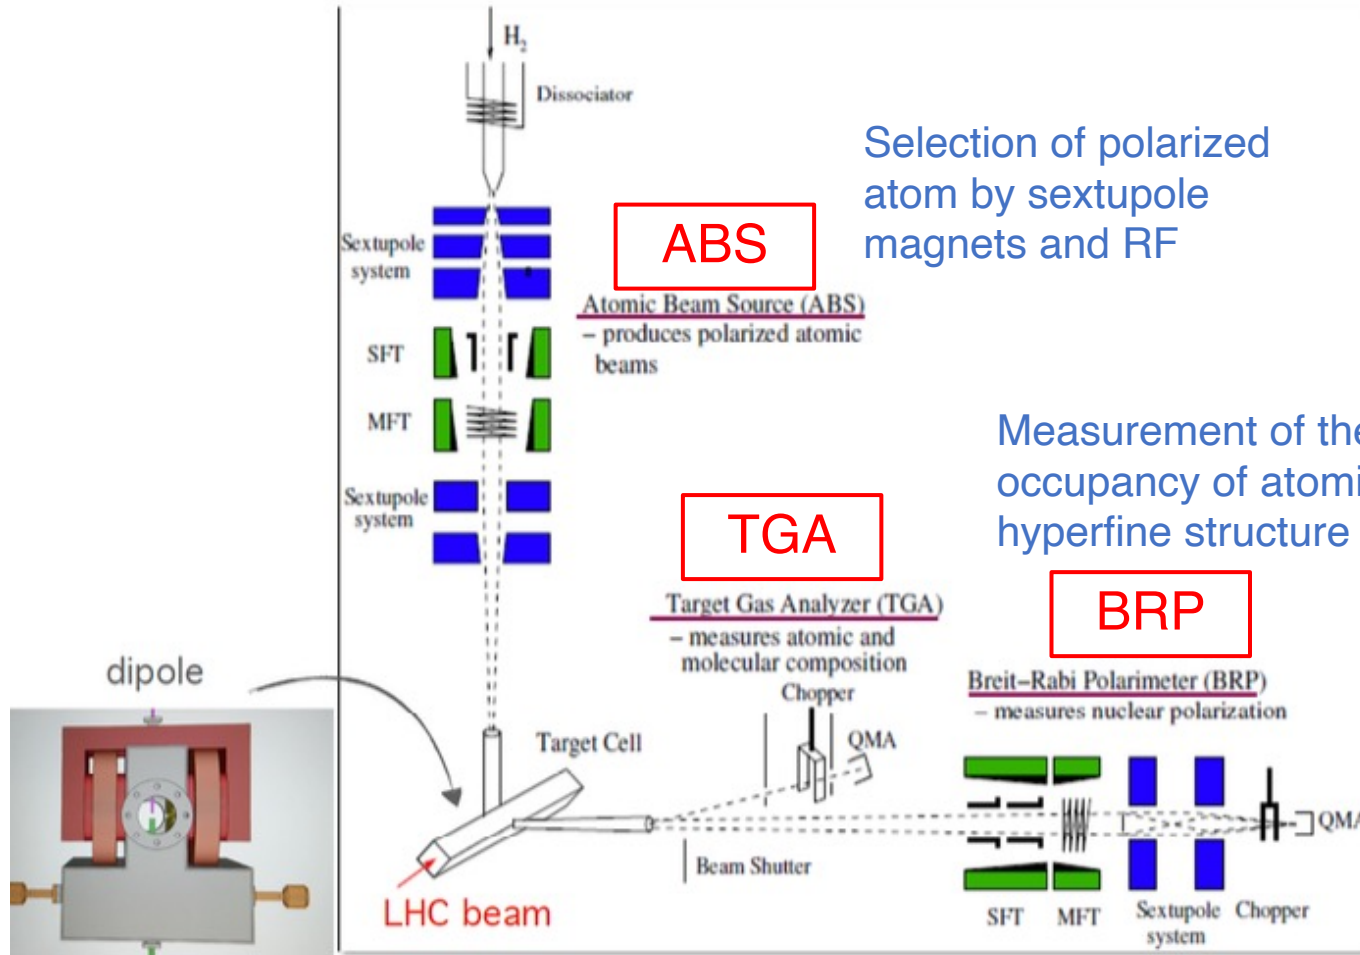 H2
Dissociator
Selection of polarized
atom by sextupole
magnets and RF
ABS
Sextupole
system
Atomic Beam Source (ABS)
– produces polarized atomic
beams
SFT
MFT
Measurement of the
occupancy of atomi
hyperfine structure
Sextupole
system
TGA
BRP
Target Gas Analyzer (TGA)
– measures atomic and
molecular composition
Chopper
QMA
Breit–Rabi Polarimeter (BRP)
– measures nuclear polarization
dipole
Target Cell
QMA
Beam Shutter
LHC beam
SFT
MFT
Sextupole
system
Chopper